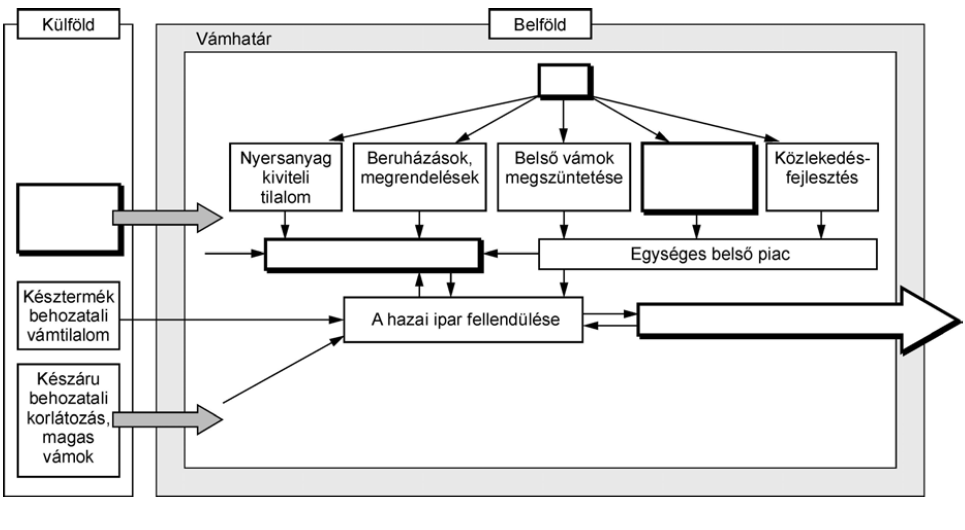 Külföld
Belföld
Vámhatár
Nyersanyag
kiviteli
tilalom
Beruházások,
megrendelések
Belső vámok
megszüntetése
Közlekedés-
fejlesztés
Egységes belső piac
Késztermék
behozatali
vámtilalom
A hazai ipar fellendülése
Készáru
behozatali
korlátozás,
magas
vámok